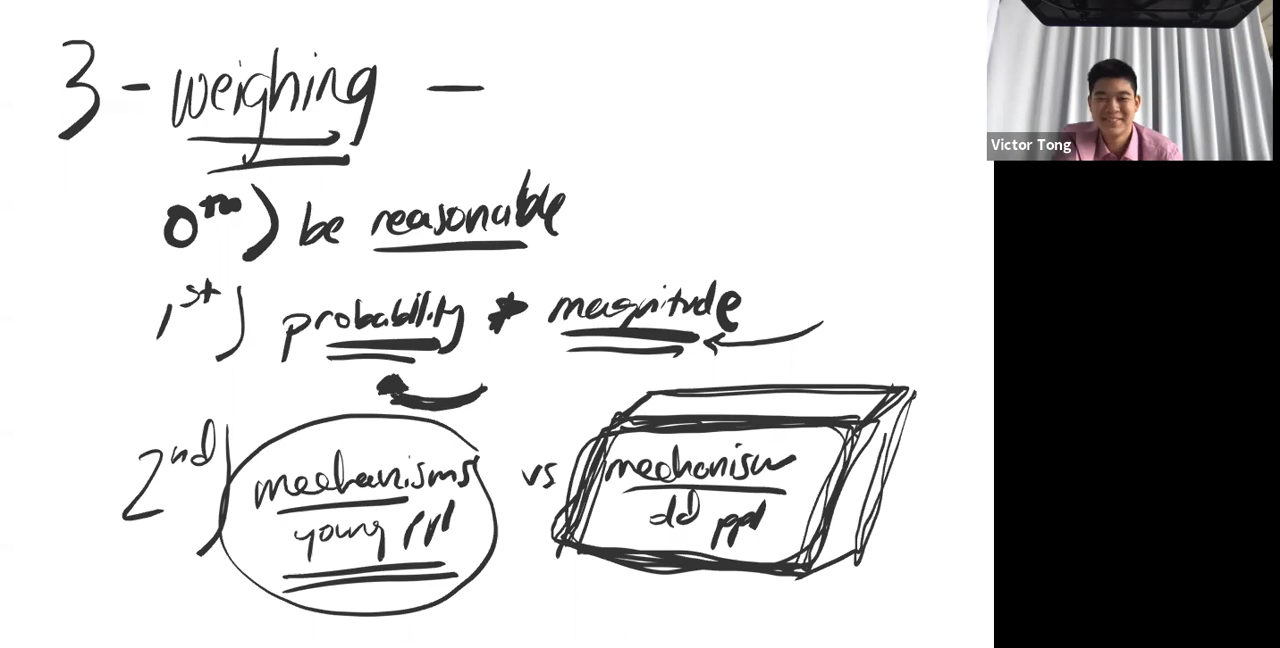 3 - weighing -
0th) be reasonable
1st) probability * magnitude
2nd) mechanisms vs mechanism
young ppl old ppl
Victor Tong